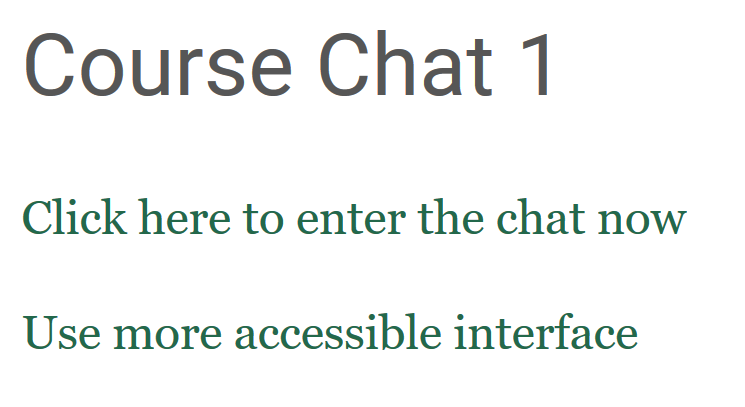 Course Chat 1
Click here to enter the chat now
Use more accessible interface